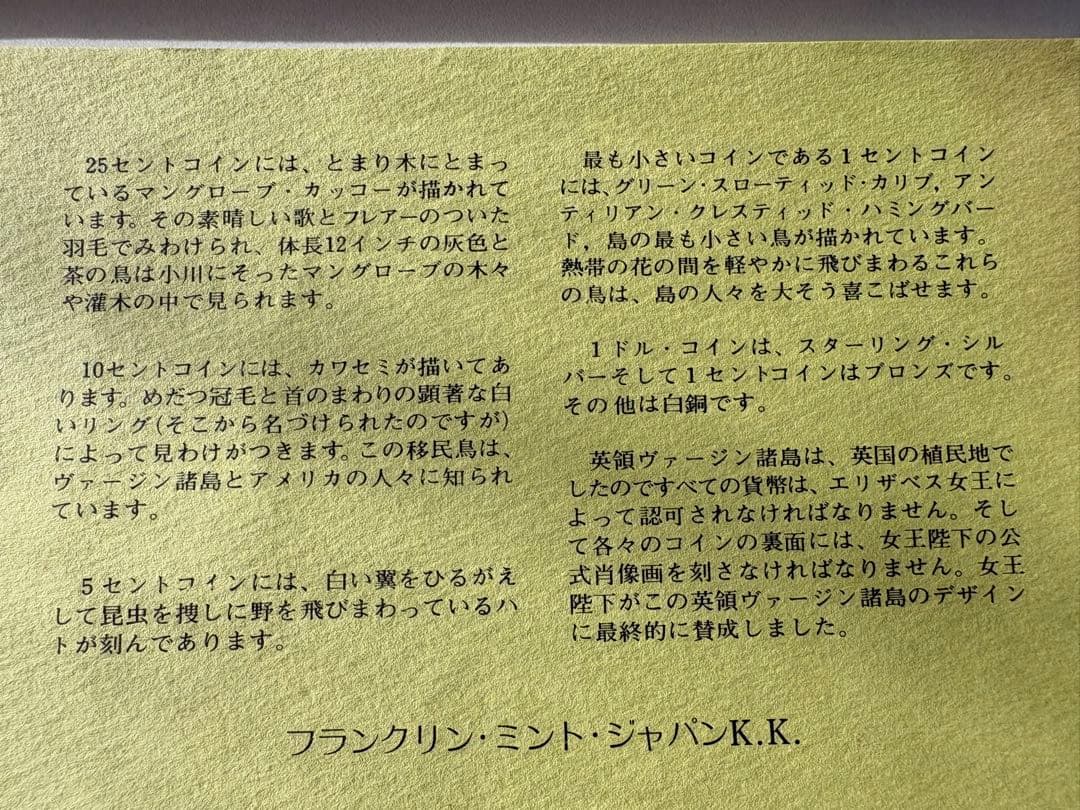 25セントコインには、とまり木にとまっ
ているマングローブ・カッコーが描かれて
います。その素晴しい歌とフレアーのついた
羽毛でみわけられ、体長12インチの灰色と
茶の鳥は小川にそったマングローブの木々
や灌木の中で見られます。
10セントコインには、カワセミが描いてあ
ります。めだつ冠毛と首のまわりの顕著な白
いリング(そこから名づけられたのですが)
によって見わけがつきます。この移民鳥は、
ヴァージン諸島とアメリカの人々に知られ
ています。
5セントコインには、白い翼をひるがえ
して昆虫を捜しに野を飛びまわっているハ
トが刻んであります。
最も小さいコインである1セントコイン
には、グリーン・スローティッド・カリブ,アン
ティリアン・クレスティッド・ハミングバー
ド,島の最も小さい鳥が描かれています。
熱帯の花の間を軽やかに飛びまわるこれら
の鳥は、島の人々を大そう喜こばせます。
1ドル・コインは、スターリング・シル
バーそして1セントコインはブロンズです。
その他は白銅です。
英領ヴァージン諸島は、英国の植民地で
したのですべての貨幣は、エリザベス女王に
よって認可されなければなりません。そし
て各々のコインの裏面には、女王陛下の公
式肖像画を刻さなければなりません。女王
陛下がこの英領ヴァージン諸島のデザイン
に最終的に賛成しました。
フランクリン・ミント・ジャパンK.K.